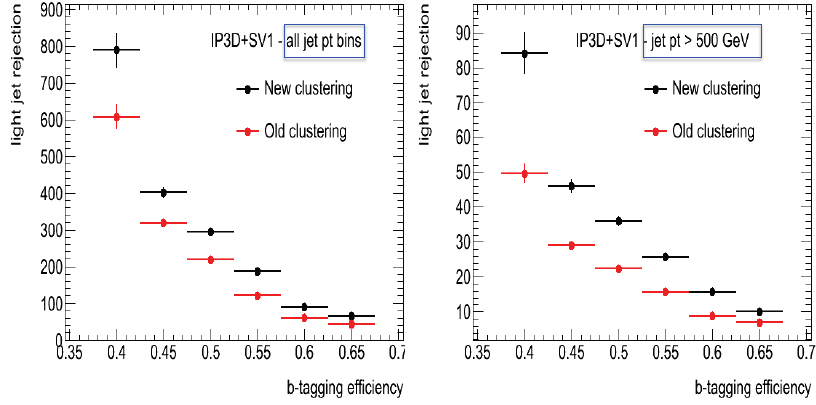 light jet rejection
900
800
700
600
500
400
300
200
100
0
IP3D+SV1 - all jet pt bins
New clustering
Old clustering
0.35 0.4 0.45 0.5 0.55 0.6 0.65 0.7
b-tagging efficiency
light jet rejection
90
80
70
60
50
40
30
20
10
IP3D+SV1 - jet pt > 500 GeV
New clustering
Old clustering
0.35 0.4 0.45 0.5 0.55 0.6 0.65 0.7
b-tagging efficiency